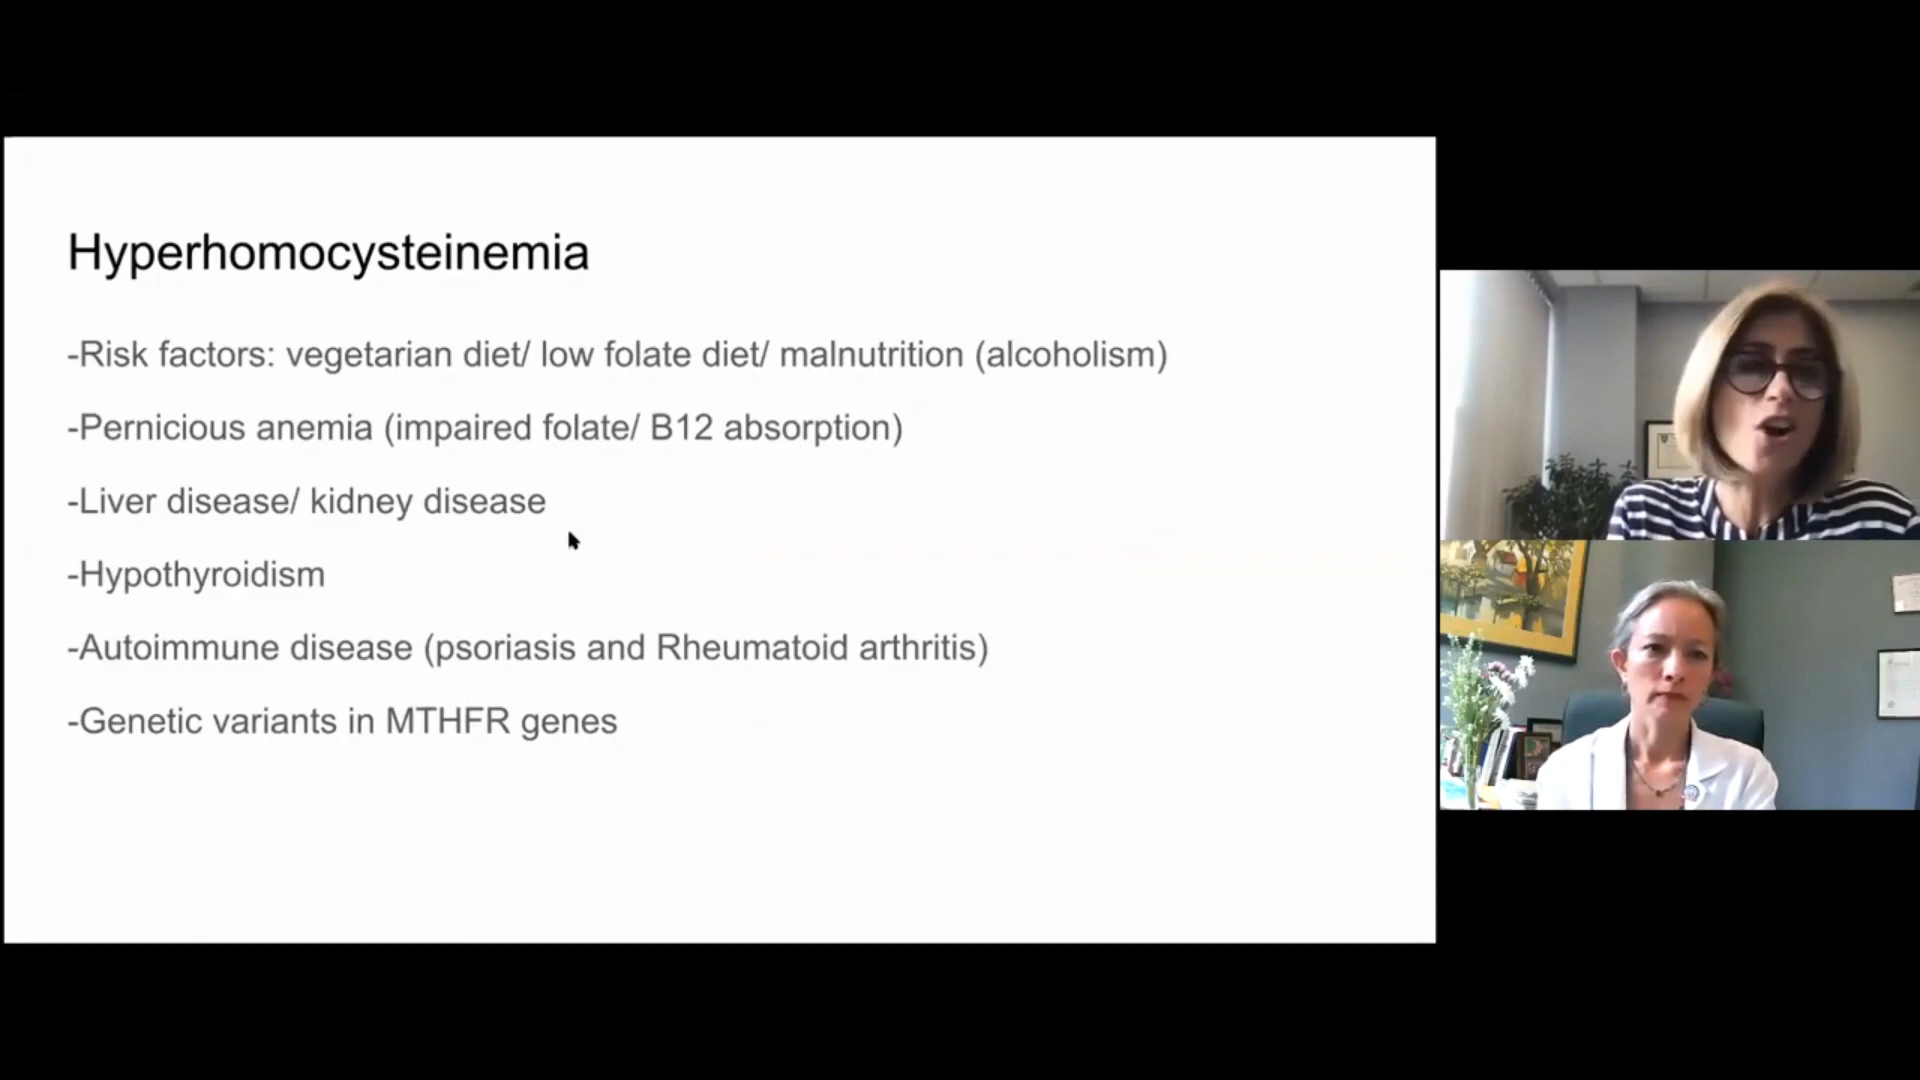 Hyperhomocysteinemia
-Risk factors: vegetarian diet/ low folate diet/ malnutrition (alcoholism)
-Pernicious anemia (impaired folate/ B12 absorption)
-Liver disease/ kidney disease
-Hypothyroidism
-Autoimmune disease (psoriasis and Rheumatoid arthritis)
-Genetic variants in MTHFR genes